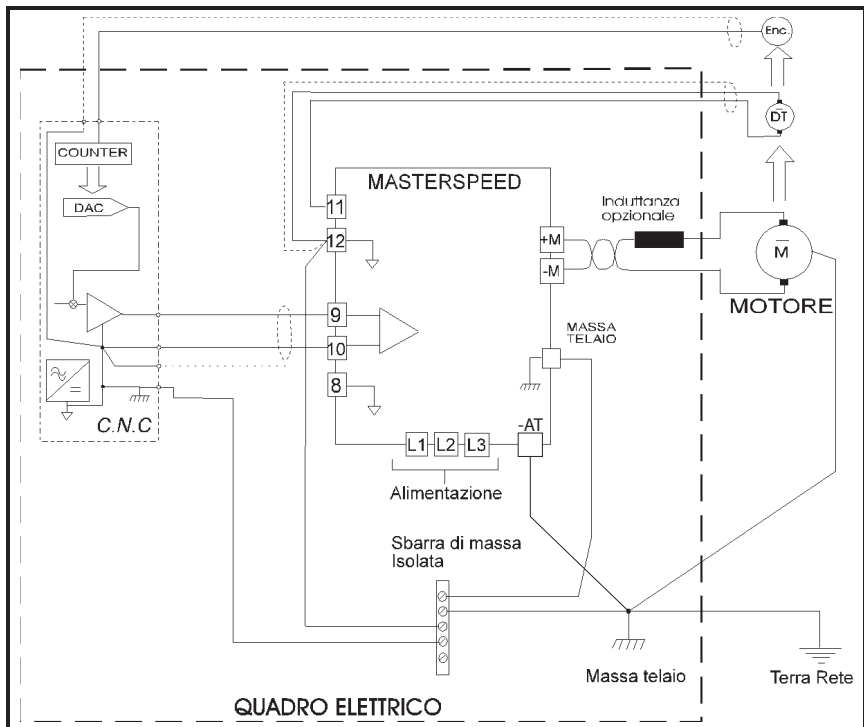 Enc.
DT
COUNTER
MASTERSPEED
Induttanza
opzionale
DAC
11
12
+M
-M
M
MOTORE
9
10
8
MASSA
TELAIO
C.N.C
-AT
L1 L2 L3
Alimentazione
Sbarra di massa
Isolata
Massa telaio
Terra Rete
QUADRO ELETTRICO